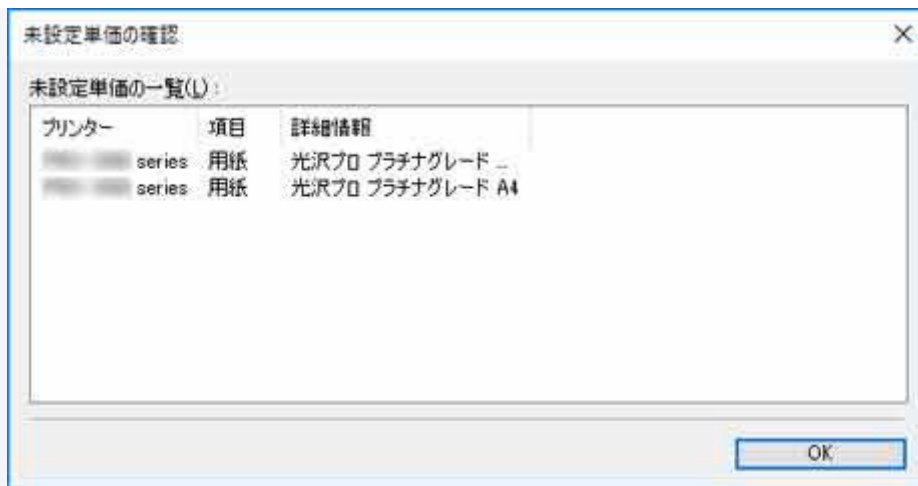 未設定単価の確認
未設定単価の一覧(L):
プリンター 項目 詳細情報
series 用紙 光沢プロ プラチナグレード ...
series 用紙 光沢プロ プラチナグレード A4
OK